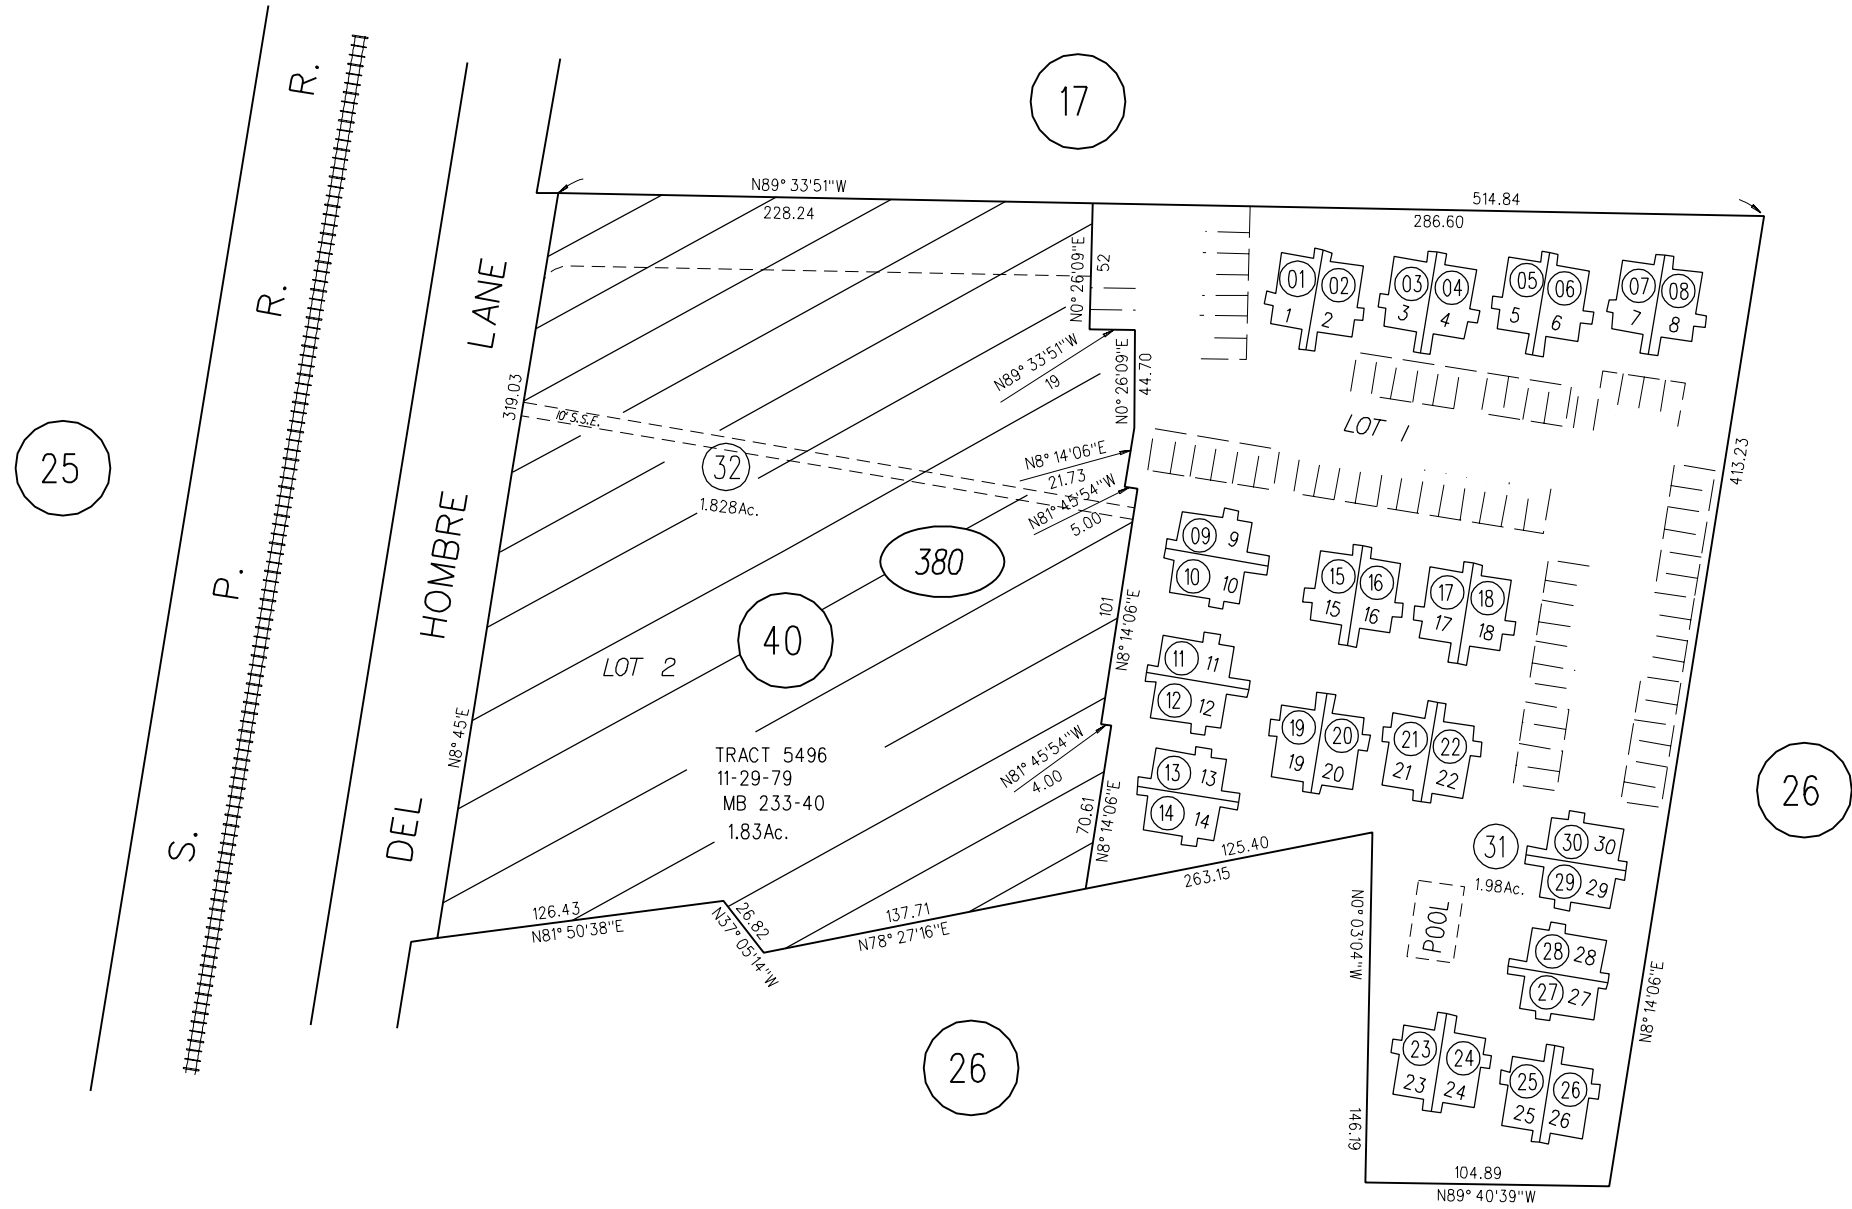 S. P. R. R.
DEL HOMBRE LANE
17
25
26
26
N89° 33'51"W
228.24
514.84
286.60
N0° 26'09"E
52
N89° 33'51"W
19
N0° 26'09"E
44.70
N8° 14'06"E
21.73
N81° 45'54"W
5.00
101
N8° 14'06"E
N81° 45'54"W
4.00
70.61
N8° 14'06"E
319.03
N8° 45'E
10' S.S.E.
32
1.828Ac.
380
40
LOT 2
TRACT 5496
11-29-79
MB 233-40
1.83Ac.
126.43
N81° 50'38"E
26.82
N37° 05'14"W
137.71
N78° 27'16"E
125.40
263.15
N0° 03'04"W
146.19
104.89
N89° 40'39"W
N8° 14'06"E
413.23
LOT 1
01 02
1 2
03 04
3 4
05 06
5 6
07 08
7 8
09 9
10 10
11 11
12 12
13 13
14 14
15 16
15 16
17 18
17 18
19 20
19 20
21 22
21 22
31
1.98Ac.
POOL
30 30
29 29
28 28
27 27
23 24
23 24
25 26
25 26